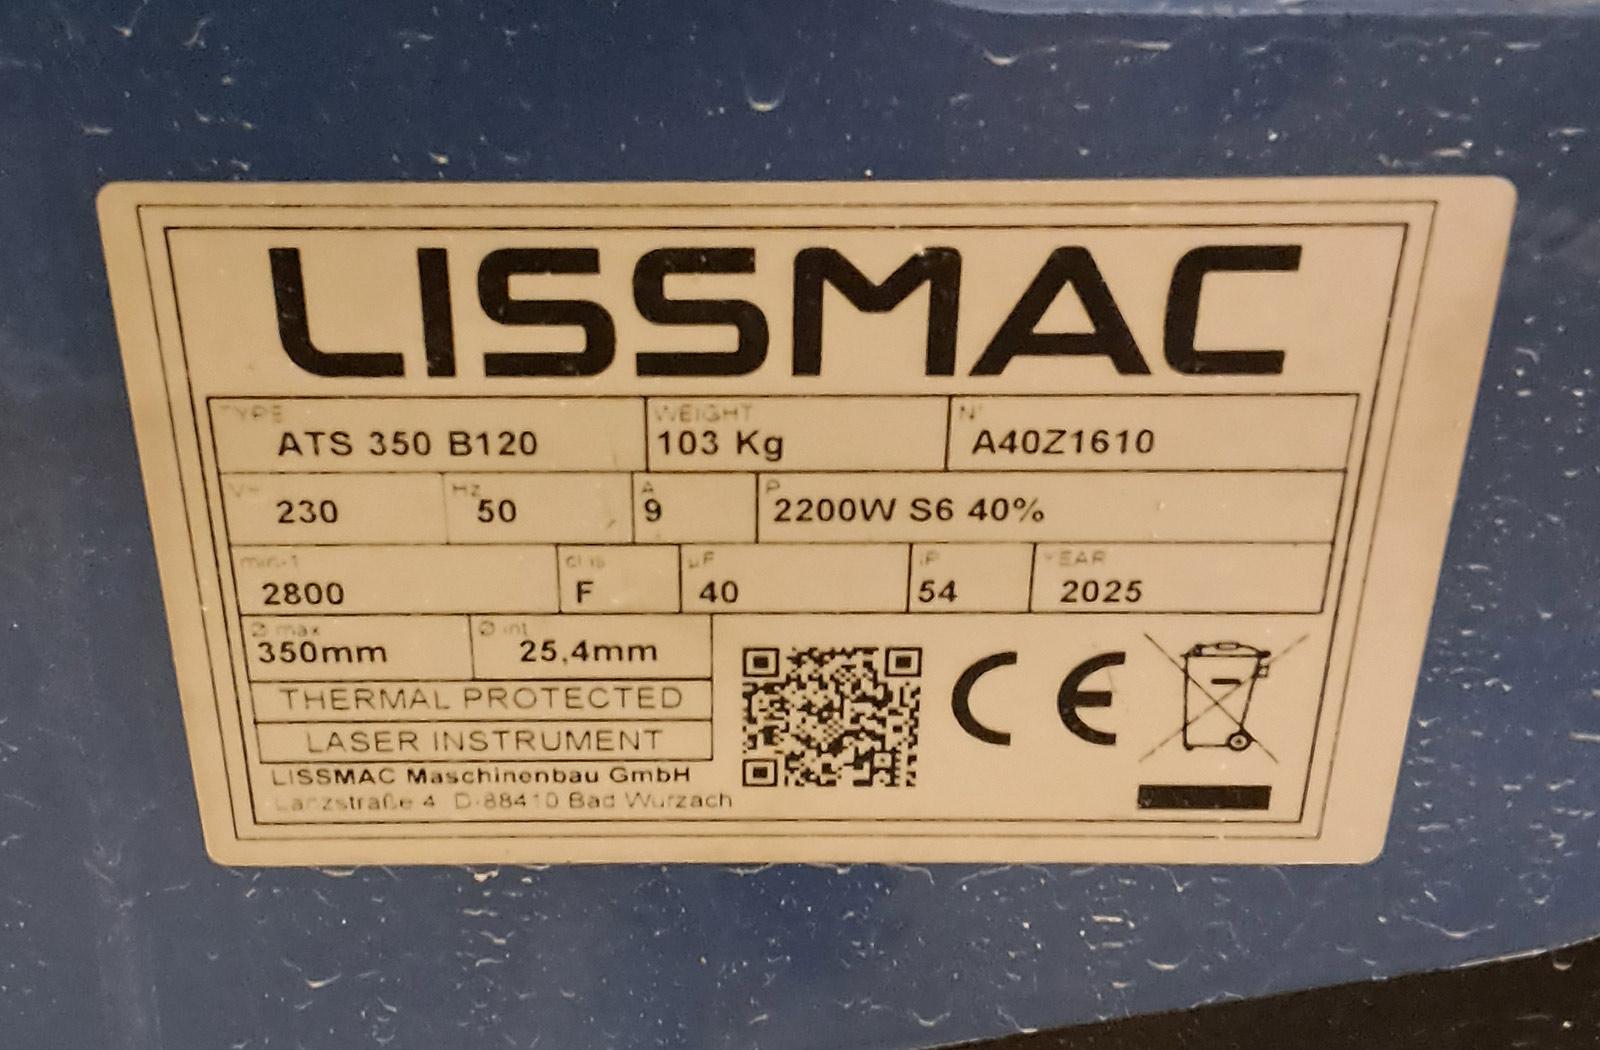 LISSMAC
TYPE WEIGHT N°
ATS 350 B120 103 Kg A40Z1610
V~ Hz A P
230 50 9 2200W S6 40%
min-1 cl is µF IP YEAR
2800 F 40 54 2025
Ø max Ø int
350mm 25,4mm
THERMAL PROTECTED
LASER INSTRUMENT
CE
LISSMAC Maschinenbau GmbH
Lanzstraße 4 D-88410 Bad Wurzach